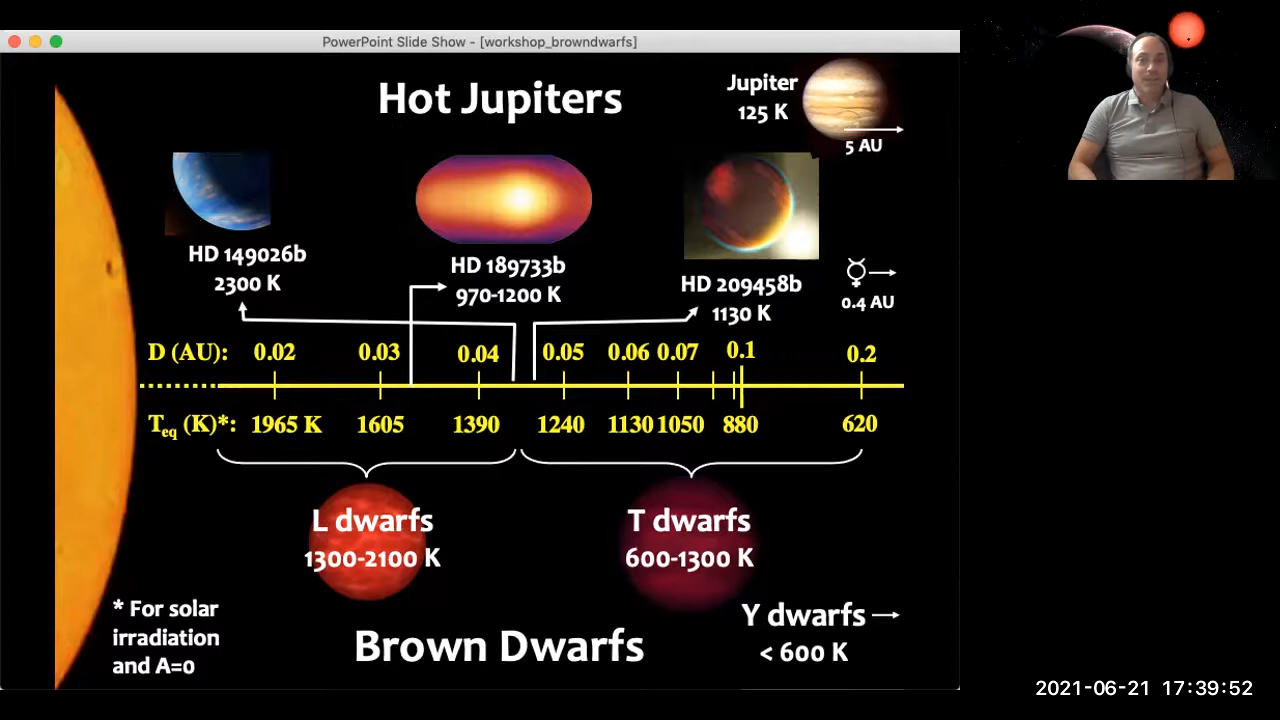 PowerPoint Slide Show - [workshop_browndwarfs]
Hot Jupiters
Jupiter
125 K
5 AU
HD 149026b
2300 K
HD 189733b
970-1200 K
HD 209458b
1130 K
☿
0.4 AU
D (AU): 0.02 0.03 0.04 0.05 0.06 0.07 0.1 0.2
Teq (K)*: 1965 K 1605 1390 1240 1130 1050 880 620
L dwarfs
1300-2100 K
T dwarfs
600-1300 K
Y dwarfs
< 600 K
* For solar
irradiation
and A=0
Brown Dwarfs
2021-06-21 17:39:52